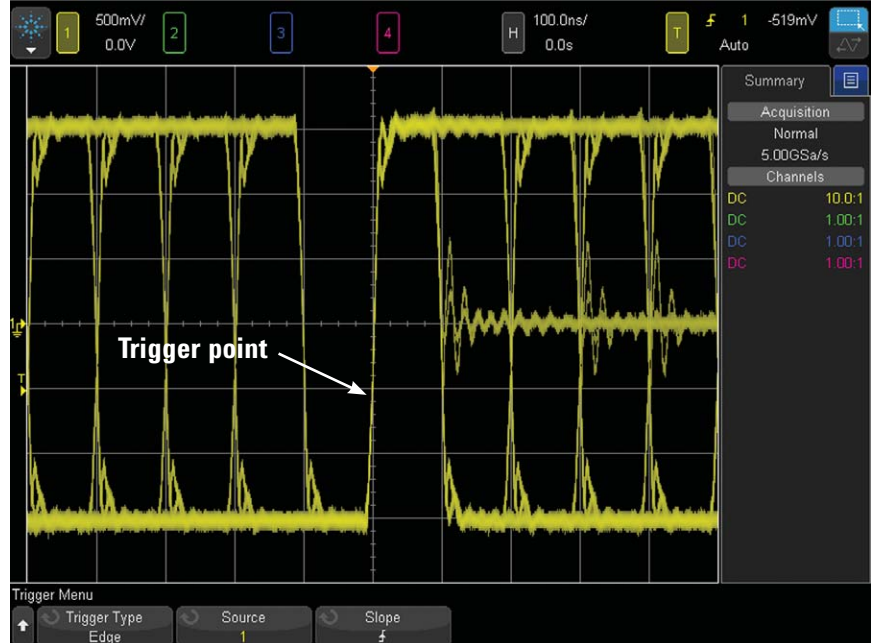 1 500mV/ 2 3 4 H 100.0ns/ T 1 -519mV
0.0V 0.0s Auto
Summary
Acquisition
Normal
5.00GSa/s
Channels
DC 10.0:1
DC 1.00:1
DC 1.00:1
DC 1.00:1
1
Trigger point
T
Trigger Menu
Trigger Type Source Slope
Edge 1